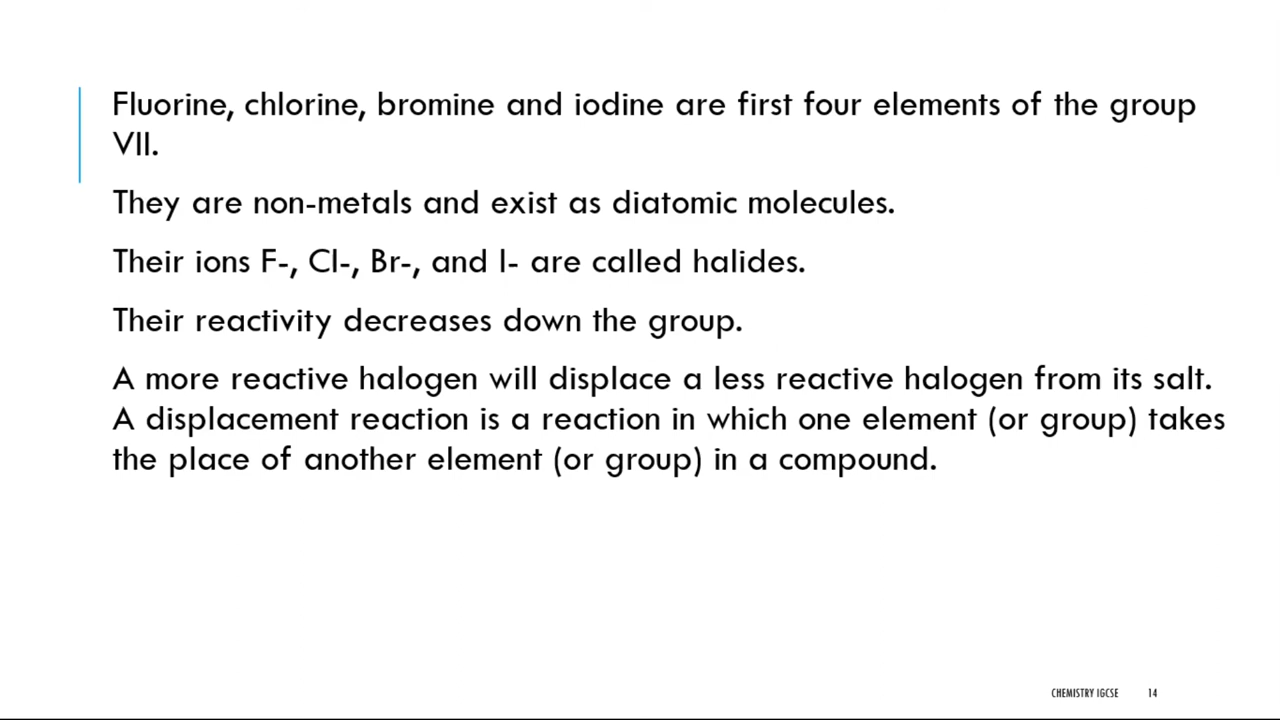 Fluorine, chlorine, bromine and iodine are first four elements of the group
VII.
They are non-metals and exist as diatomic molecules.
Their ions F-, Cl-, Br-, and I- are called halides.
Their reactivity decreases down the group.
A more reactive halogen will displace a less reactive halogen from its salt.
A displacement reaction is a reaction in which one element (or group) takes
the place of another element (or group) in a compound.
CHEMISTRY IGCSE 14